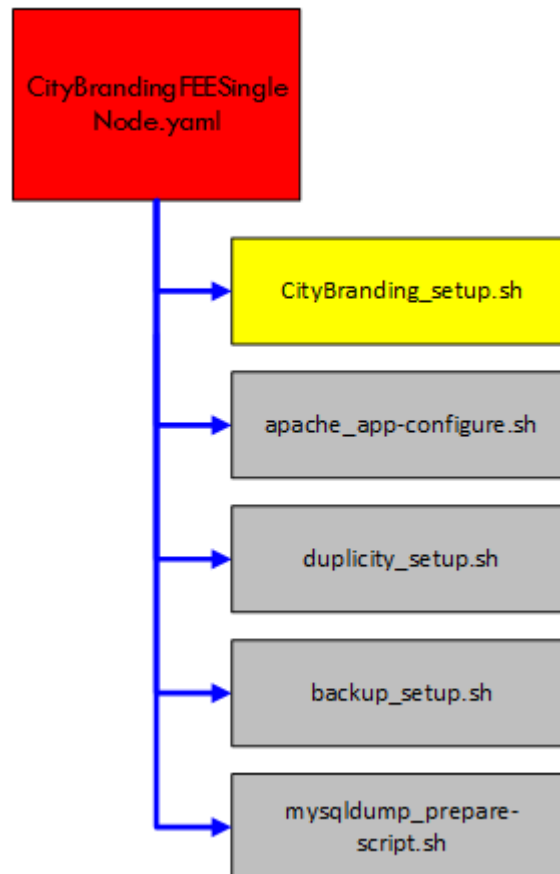 CityBrandingFEESingle
Node.yaml
CityBranding_setup.sh
apache_app-configure.sh
duplicity_setup.sh
backup_setup.sh
mysqldump_prepare-
script.sh